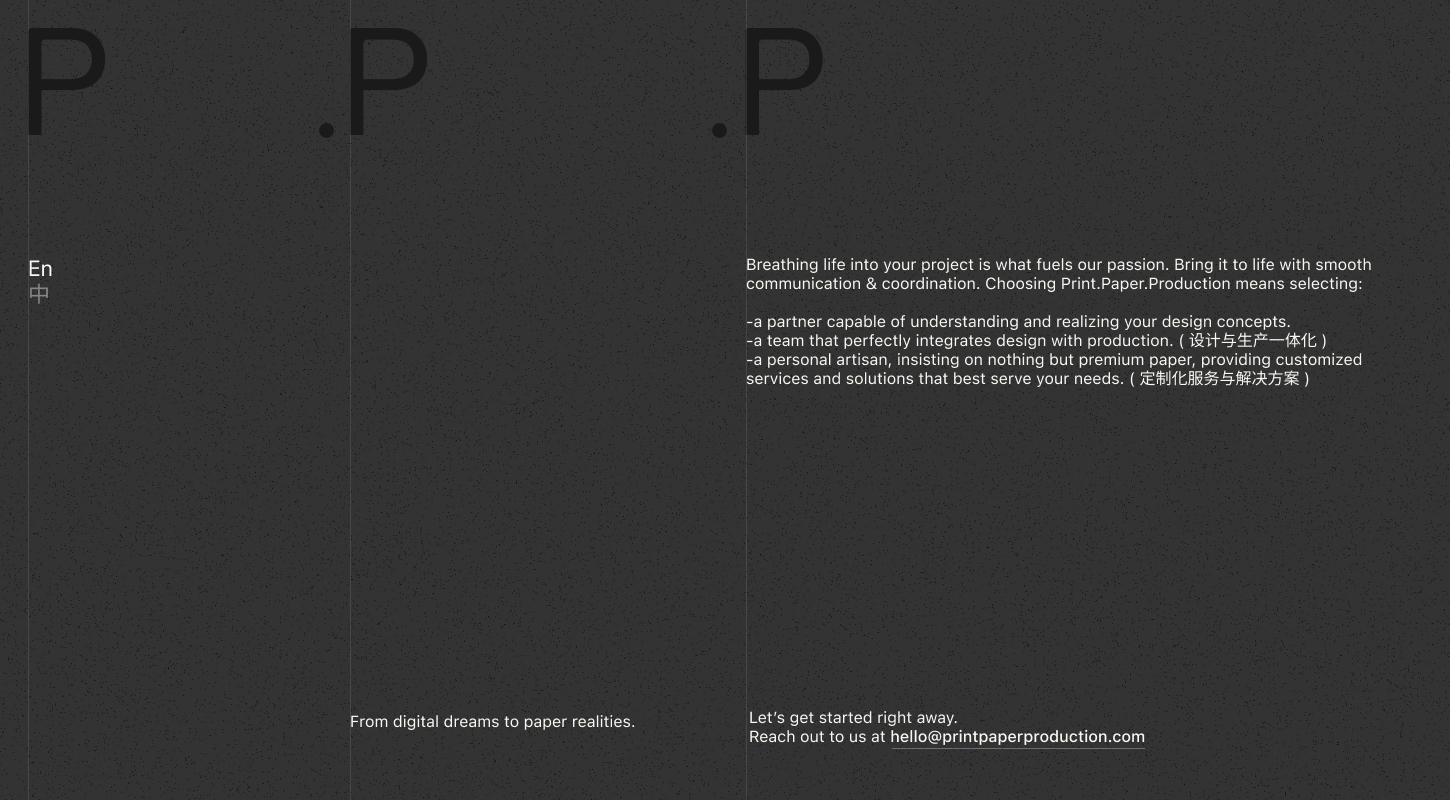 P .P .P
En
中
Breathing life into your project is what fuels our passion. Bring it to life with smooth
communication & coordination. Choosing Print.Paper.Production means selecting:
-a partner capable of understanding and realizing your design concepts.
-a team that perfectly integrates design with production. ( 设计与生产一体化 )
-a personal artisan, insisting on nothing but premium paper, providing customized
services and solutions that best serve your needs. ( 定制化服务与解决方案 )
From digital dreams to paper realities.
Let’s get started right away.
Reach out to us at hello@printpaperproduction.com